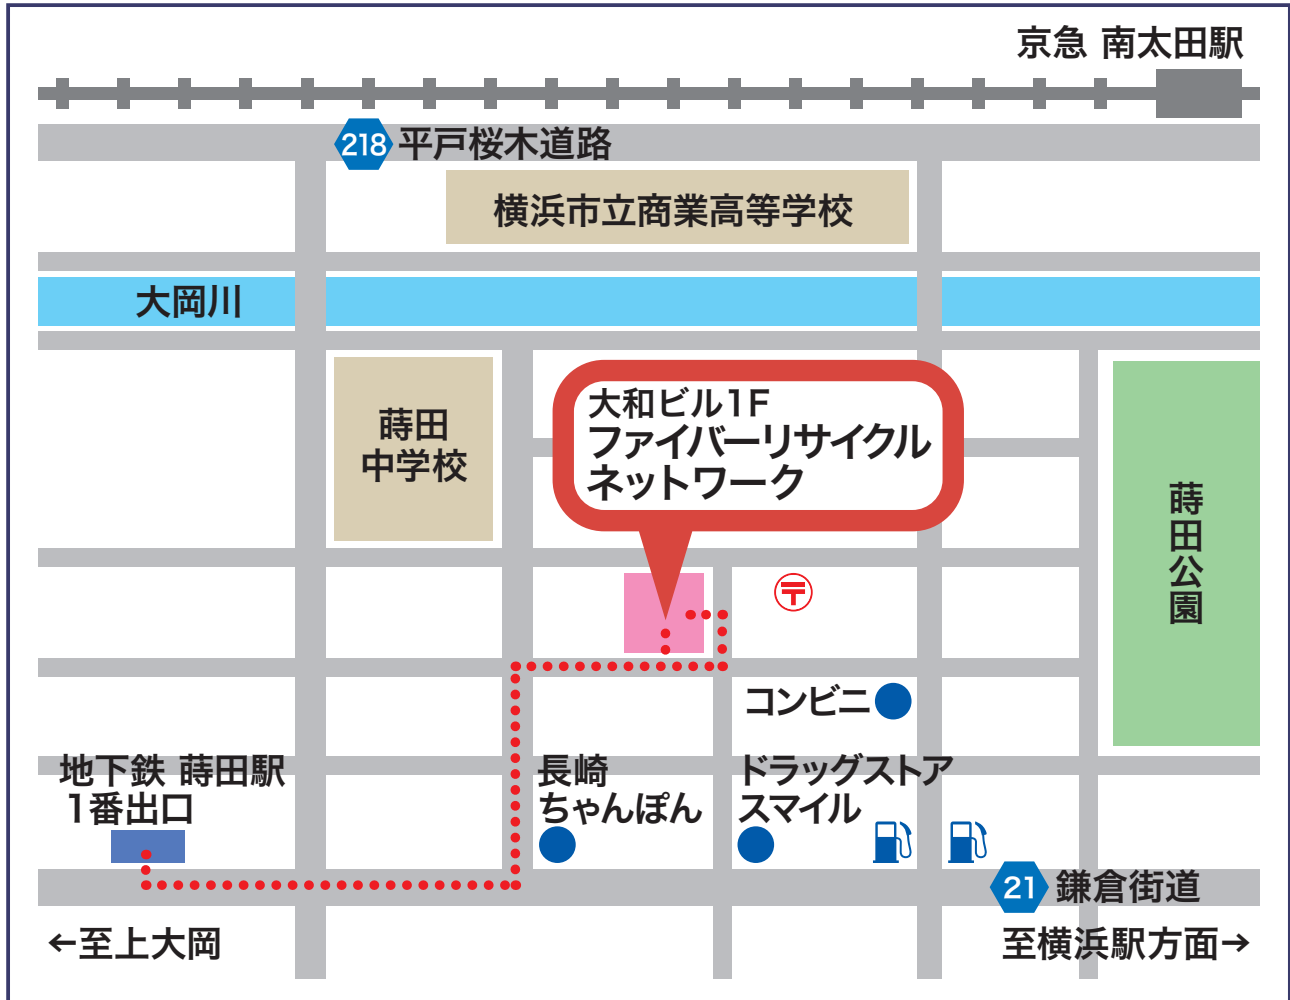 京急 南太田駅
218 平戸桜木道路
横浜市立商業高等学校
大岡川
蒔田
中学校
大和ビル1F
ファイバーリサイクル
ネットワーク
蒔田公園
〒
コンビニ
地下鉄 蒔田駅
1番出口
長崎
ちゃんぽん
ドラッグストア
スマイル
21 鎌倉街道
←至上大岡
至横浜駅方面→